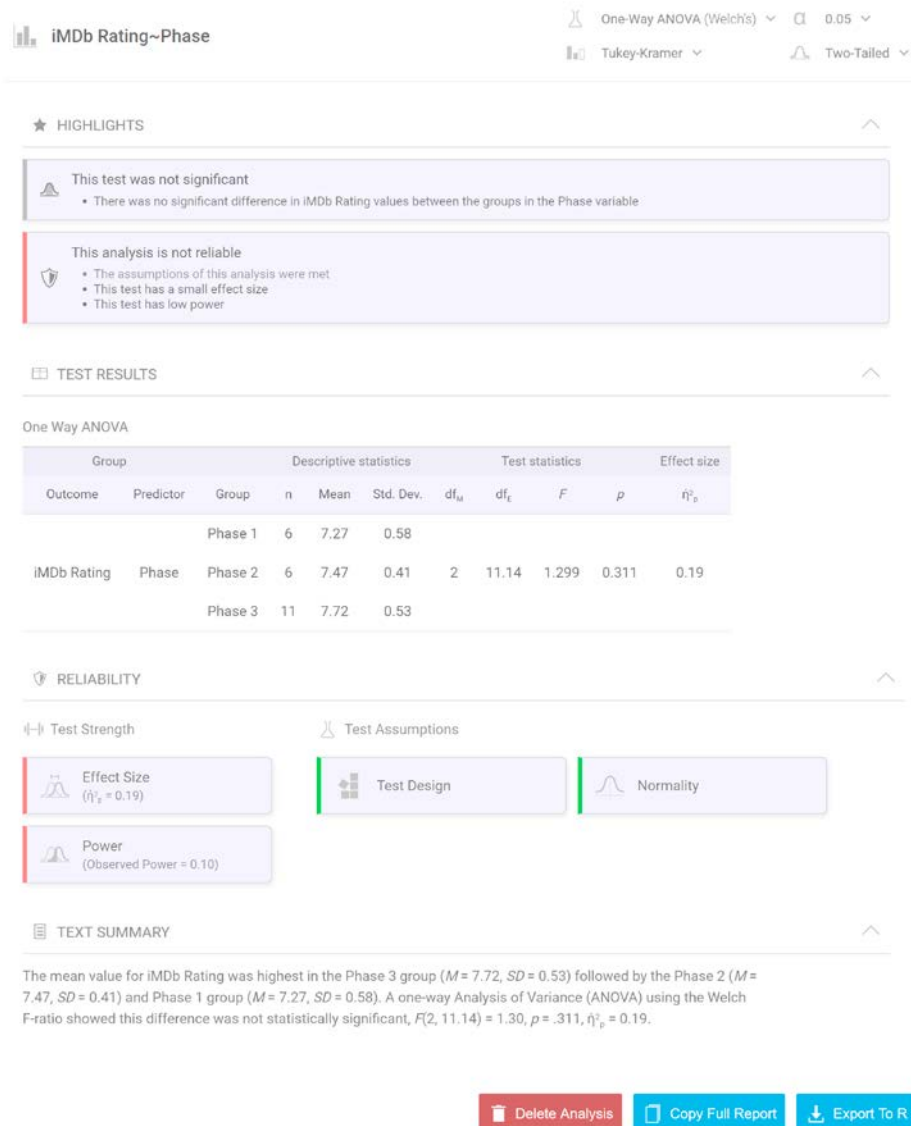 iMDb Rating~Phase
One-Way ANOVA (Welch's)
α 0.05
Tukey-Kramer
Two-Tailed
HIGHLIGHTS
This test was not significant
• There was no significant difference in iMDb Rating values between the groups in the Phase variable
This analysis is not reliable
• The assumptions of this analysis were met
• This test has a small effect size
• This test has low power
TEST RESULTS
One Way ANOVA
Group Descriptive statistics Test statistics Effect size
Outcome Predictor Group n Mean Std. Dev. df_M df_E F p η̂²_p
Phase 1 6 7.27 0.58
iMDb Rating Phase Phase 2 6 7.47 0.41 2 11.14 1.299 0.311 0.19
Phase 3 11 7.72 0.53
RELIABILITY
Test Strength
Test Assumptions
Effect Size
(η̂²_p = 0.19)
Test Design
Normality
Power
(Observed Power = 0.10)
TEXT SUMMARY
The mean value for iMDb Rating was highest in the Phase 3 group (M = 7.72, SD = 0.53) followed by the Phase 2 (M =
7.47, SD = 0.41) and Phase 1 group (M = 7.27, SD = 0.58). A one-way Analysis of Variance (ANOVA) using the Welch
F-ratio showed this difference was not statistically significant, F(2, 11.14) = 1.30, p = .311, η̂²_p = 0.19.
Delete Analysis
Copy Full Report
Export To R